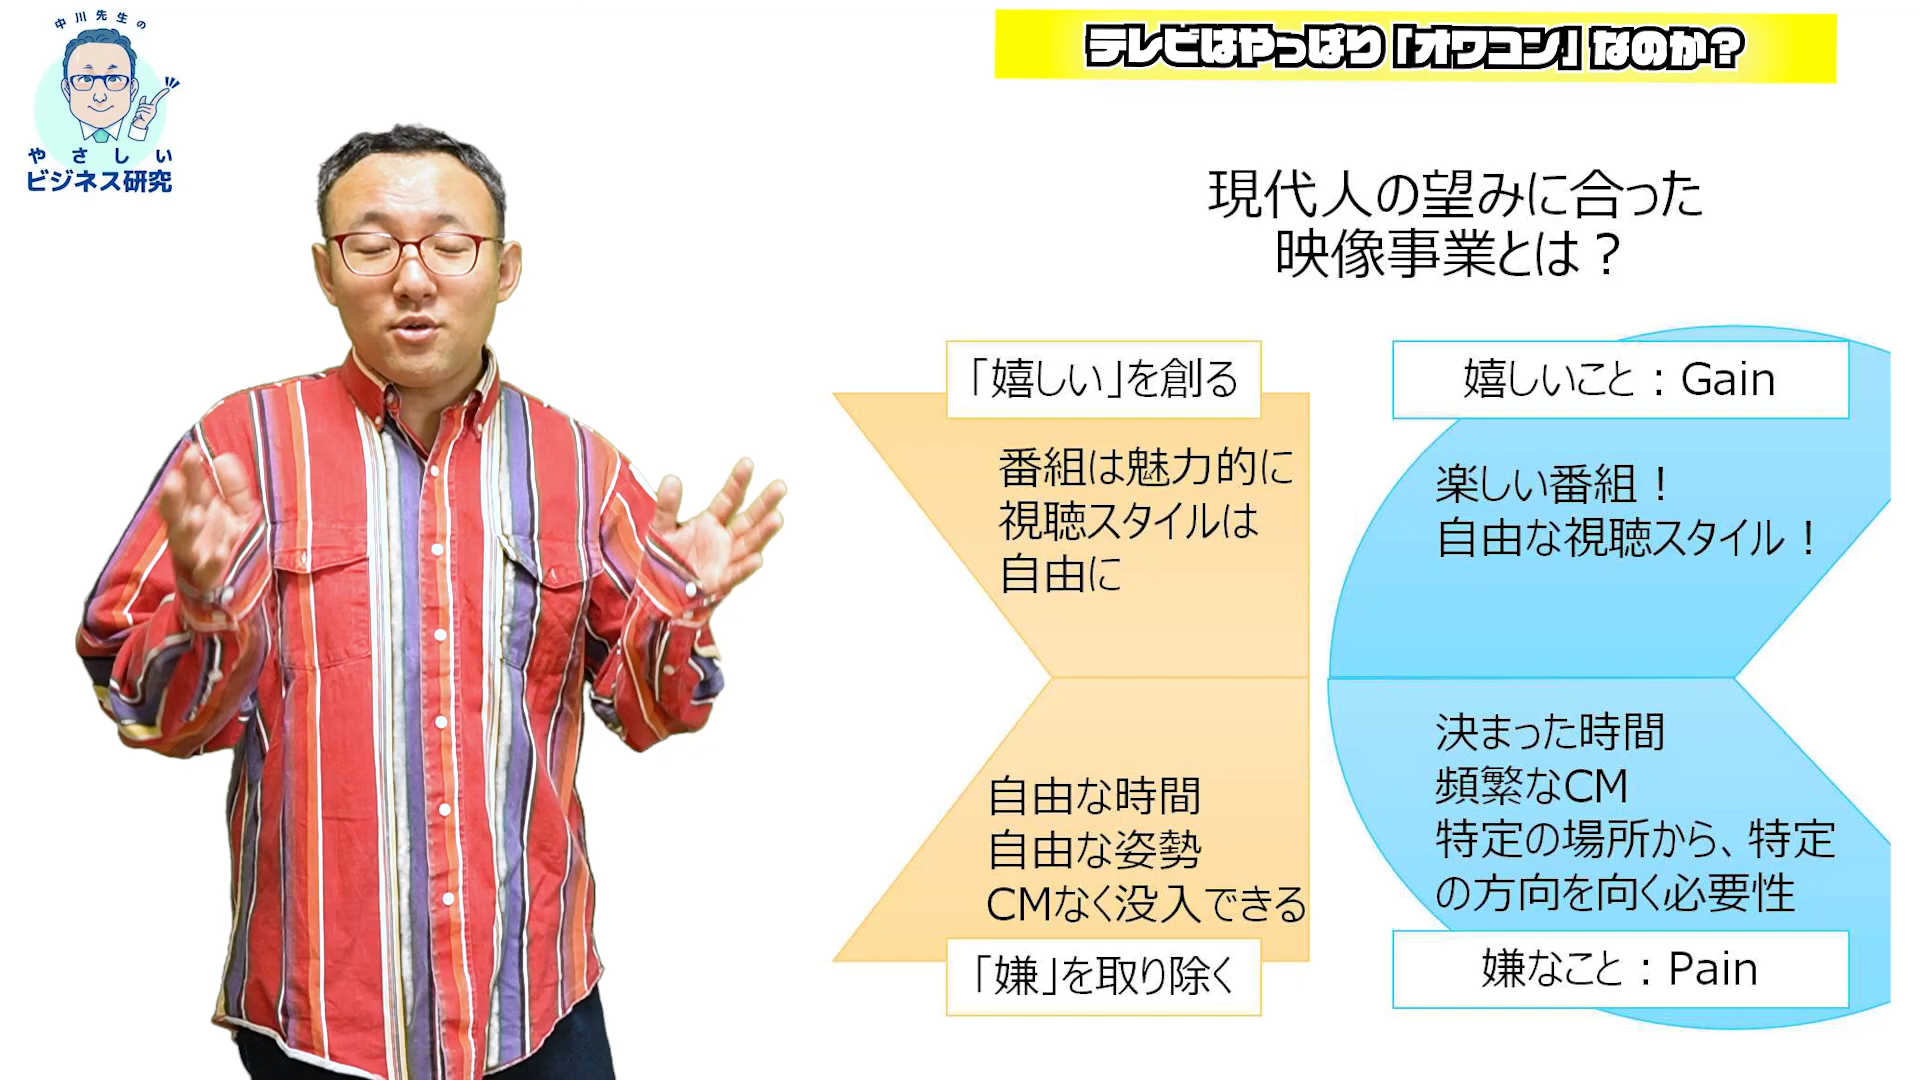 中川先生の
やさしい
ビジネス研究
テレビはやっぱり「オワコン」なのか？
現代人の望みに合った
映像事業とは？
「嬉しい」を創る
番組は魅力的に
視聴スタイルは
自由に
自由な時間
自由な姿勢
CMなく没入できる
「嫌」を取り除く
嬉しいこと：Gain
楽しい番組！
自由な視聴スタイル！
決まった時間
頻繁なCM
特定の場所から、特定
の方向を向く必要性
嫌なこと：Pain